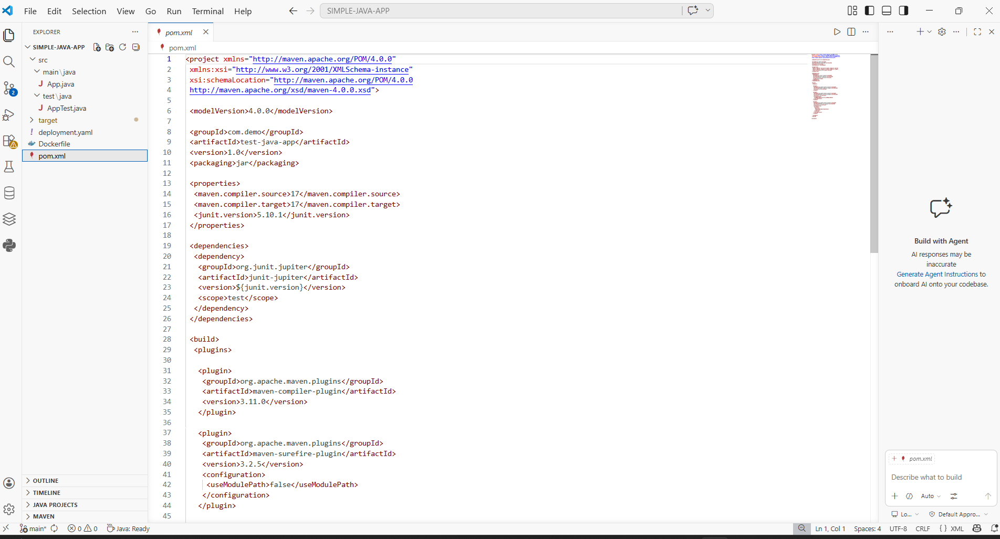 File Edit Selection View Go Run Terminal Help
SIMPLE-JAVA-APP
EXPLORER
SIMPLE-JAVA-APP
src
main\java
J App.java
test\java
J AppTest.java
target
! deployment.yaml
Dockerfile
pom.xml
OUTLINE
TIMELINE
JAVA PROJECTS
MAVEN
2
pom.xml
pom.xml
1 <project xmlns="http://maven.apache.org/POM/4.0.0"
2 xmlns:xsi="http://www.w3.org/2001/XMLSchema-instance"
3 xsi:schemaLocation="http://maven.apache.org/POM/4.0.0
4 http://maven.apache.org/xsd/maven-4.0.0.xsd">
5
6 <modelVersion>4.0.0</modelVersion>
7
8 <groupId>com.demo</groupId>
9 <artifactId>test-java-app</artifactId>
10 <version>1.0</version>
11 <packaging>jar</packaging>
12
13 <properties>
14 <maven.compiler.source>17</maven.compiler.source>
15 <maven.compiler.target>17</maven.compiler.target>
16 <junit.version>5.10.1</junit.version>
17 </properties>
18
19 <dependencies>
20 <dependency>
21 <groupId>org.junit.jupiter</groupId>
22 <artifactId>junit-jupiter</artifactId>
23 <version>${junit.version}</version>
24 <scope>test</scope>
25 </dependency>
26 </dependencies>
27
28 <build>
29 <plugins>
30
31 <plugin>
32 <groupId>org.apache.maven.plugins</groupId>
33 <artifactId>maven-compiler-plugin</artifactId>
34 <version>3.11.0</version>
35 </plugin>
36
37 <plugin>
38 <groupId>org.apache.maven.plugins</groupId>
39 <artifactId>maven-surefire-plugin</artifactId>
40 <version>3.2.5</version>
41 <configuration>
42 <useModulePath>false</useModulePath>
43 </configuration>
44 </plugin>
45
Build with Agent
AI responses may be
inaccurate
Generate Agent Instructions to
onboard AI onto your codebase.
pom.xml
Describe what to build
Auto
Lo... Default Appro...
main* 0 0 Java: Ready
Ln 1, Col 1 Spaces: 4 UTF-8 CRLF { } XML